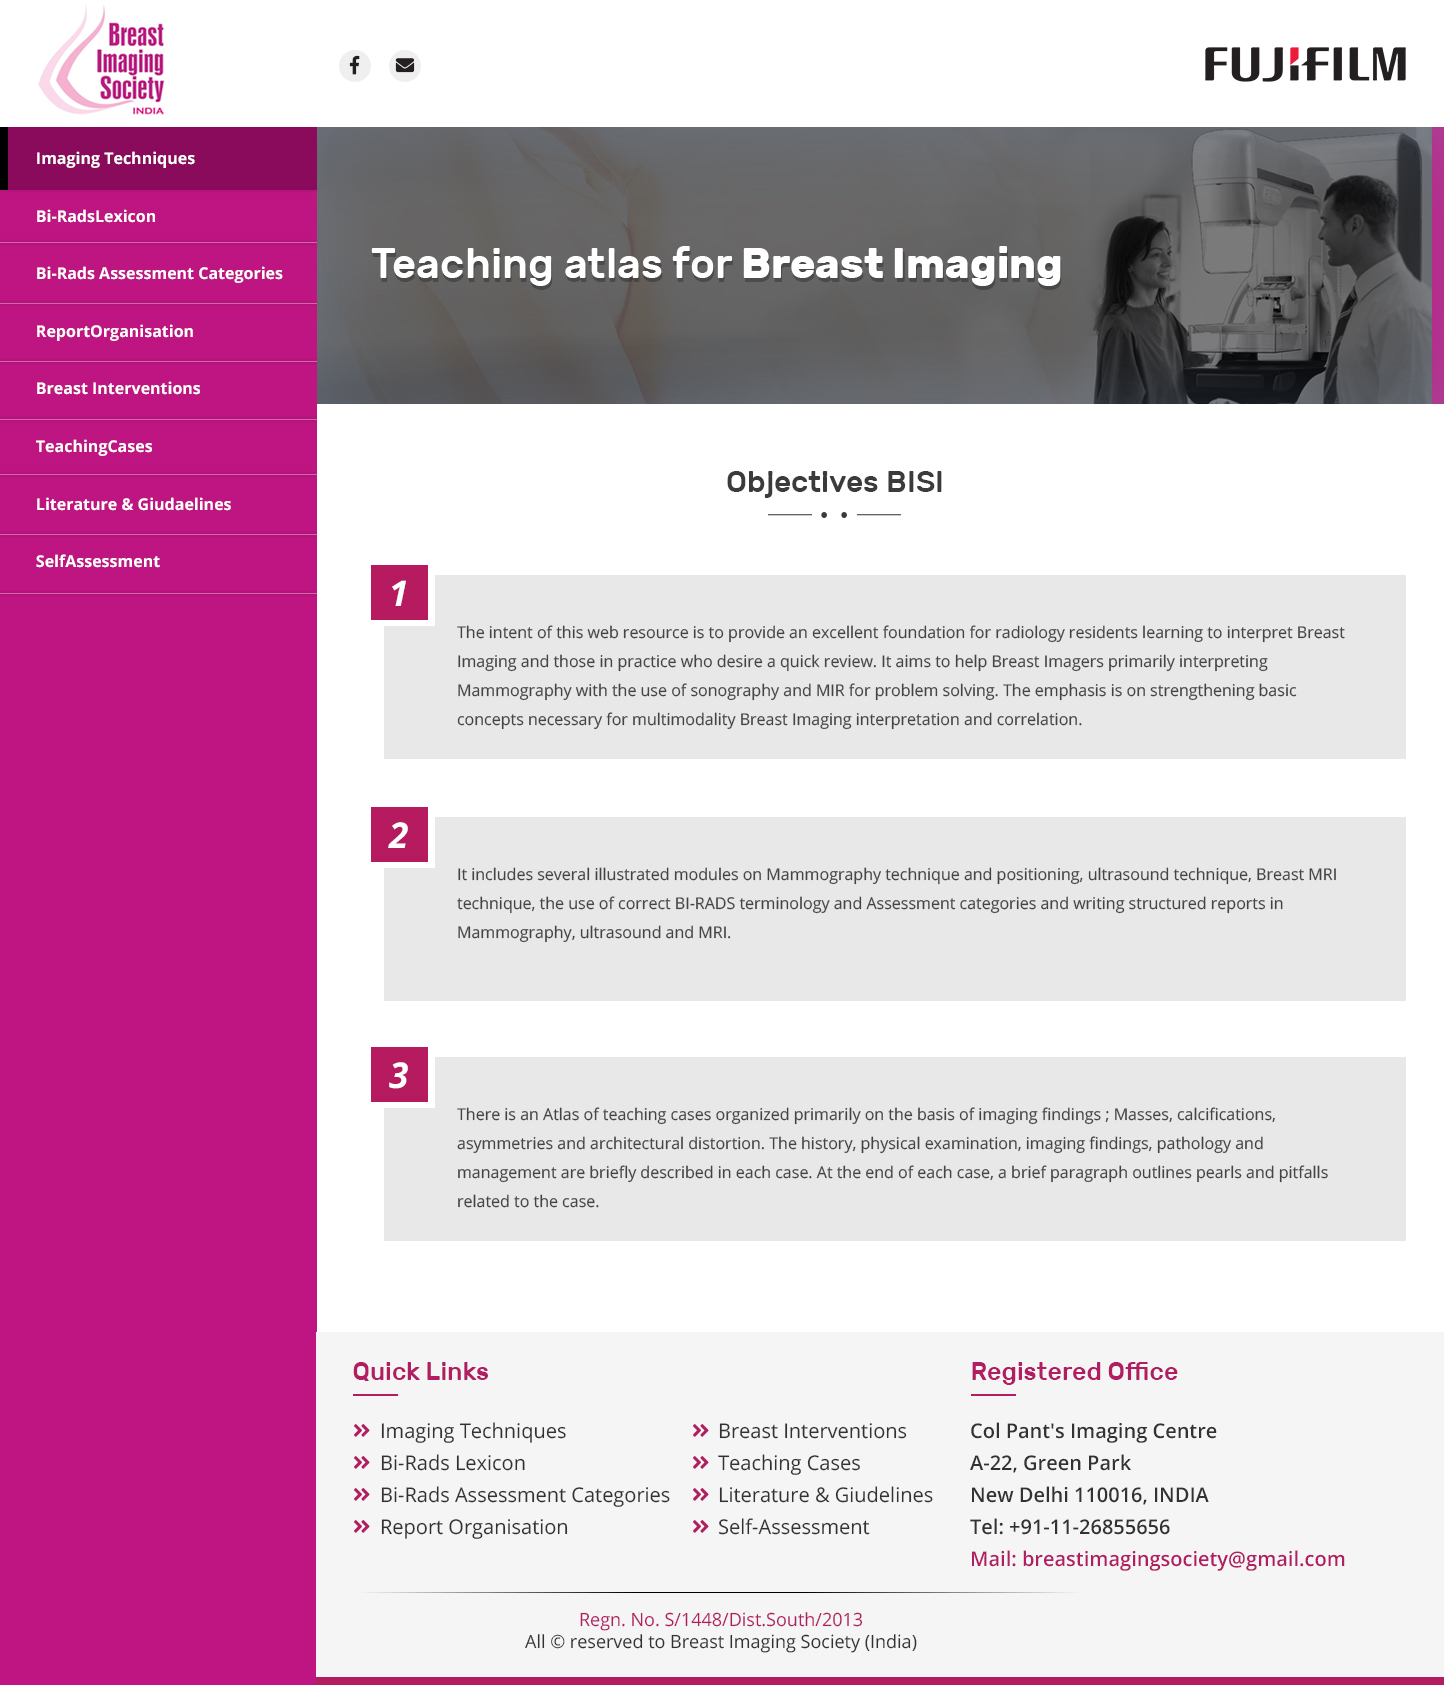 Breast
Imaging
Society
INDIA
FUJIFILM
Imaging Techniques
Bi-RadsLexicon
Bi-Rads Assessment Categories
ReportOrganisation
Breast Interventions
TeachingCases
Literature & Giudaelines
SelfAssessment
Teaching atlas for Breast Imaging
Objectives BISI
1
The intent of this web resource is to provide an excellent foundation for radiology residents learning to interpret Breast
Imaging and those in practice who desire a quick review. It aims to help Breast Imagers primarily interpreting
Mammography with the use of sonography and MIR for problem solving. The emphasis is on strengthening basic
concepts necessary for multimodality Breast Imaging interpretation and correlation.
2
It includes several illustrated modules on Mammography technique and positioning, ultrasound technique, Breast MRI
technique, the use of correct BI-RADS terminology and Assessment categories and writing structured reports in
Mammography, ultrasound and MRI.
3
There is an Atlas of teaching cases organized primarily on the basis of imaging findings ; Masses, calcifications,
asymmetries and architectural distortion. The history, physical examination, imaging findings, pathology and
management are briefly described in each case. At the end of each case, a brief paragraph outlines pearls and pitfalls
related to the case.
Quick Links
Imaging Techniques
Bi-Rads Lexicon
Bi-Rads Assessment Categories
Report Organisation
Breast Interventions
Teaching Cases
Literature & Giudelines
Self-Assessment
Registered Office
Col Pant's Imaging Centre
A-22, Green Park
New Delhi 110016, INDIA
Tel: +91-11-26855656
Mail: breastimagingsociety@gmail.com
Regn. No. S/1448/Dist.South/2013
All © reserved to Breast Imaging Society (India)